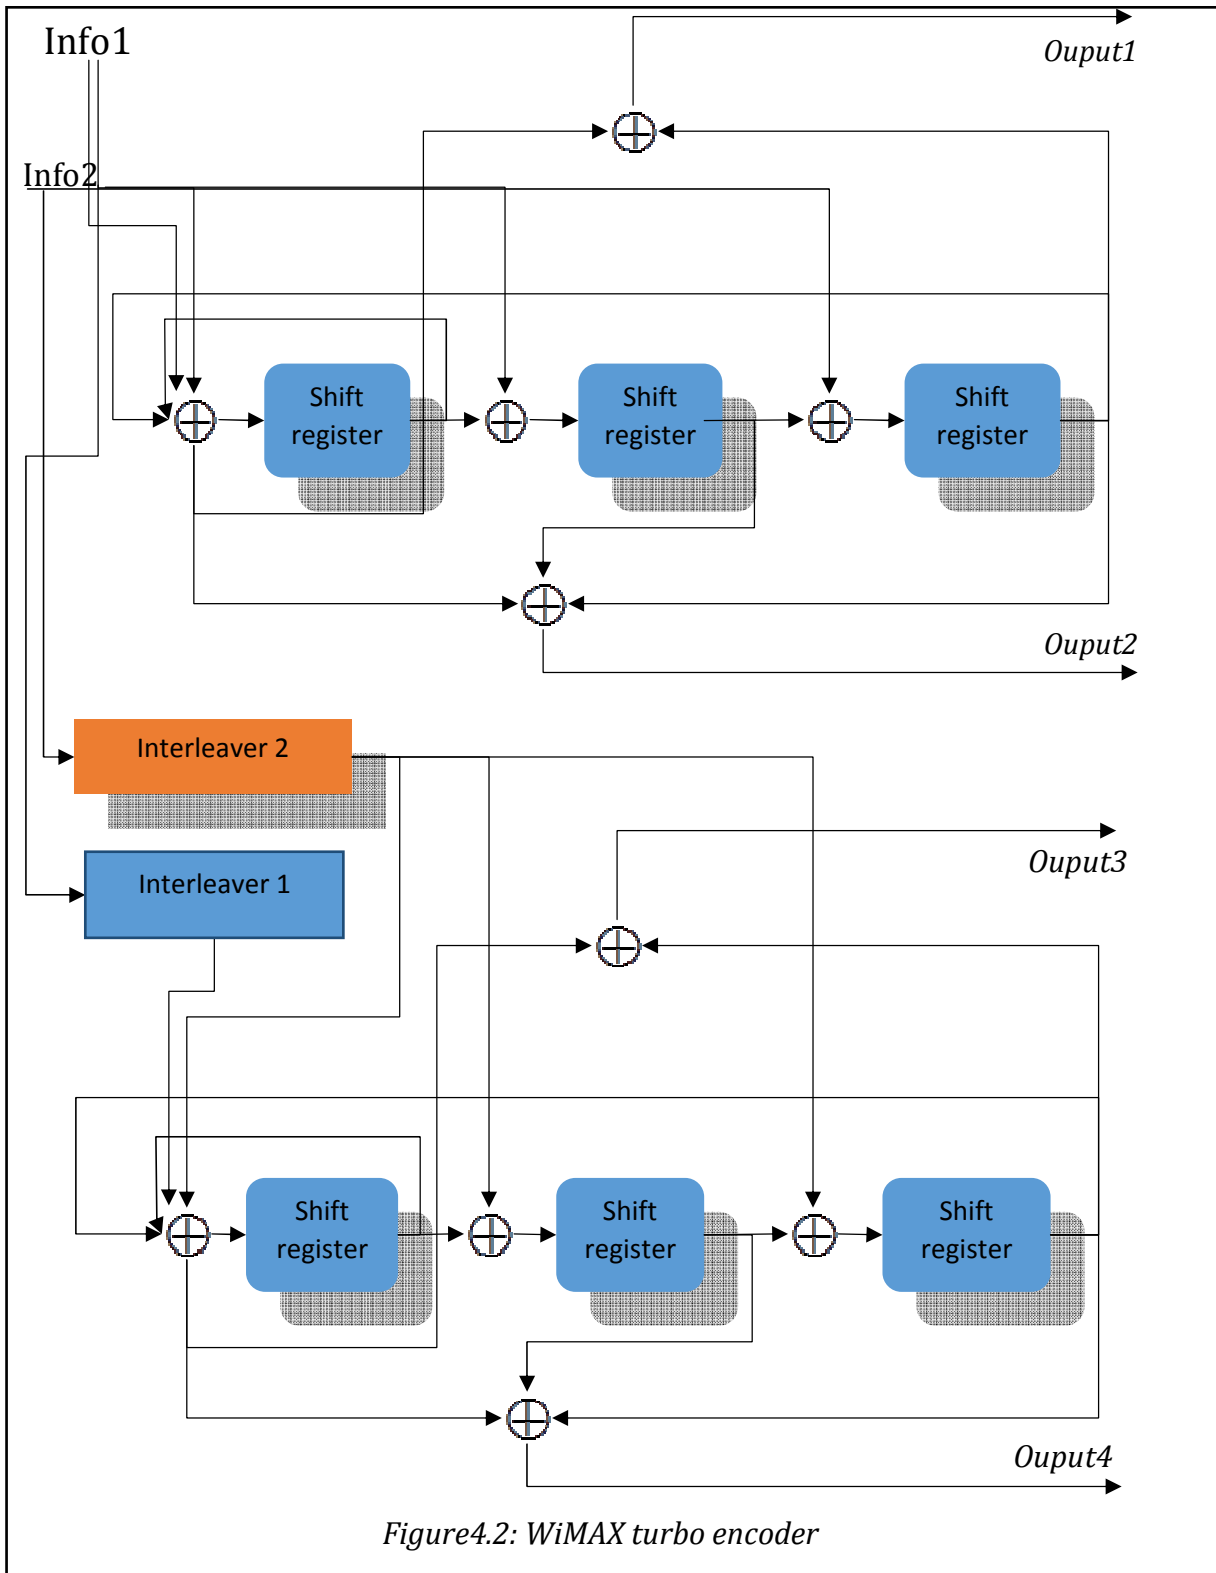 Info1
Ouput1
Info2
Shift
register
Shift
register
Shift
register
Ouput2
Interleaver 2
Ouput3
Interleaver 1
Shift
register
Shift
register
Shift
register
Ouput4
Figure4.2: WiMAX turbo encoder